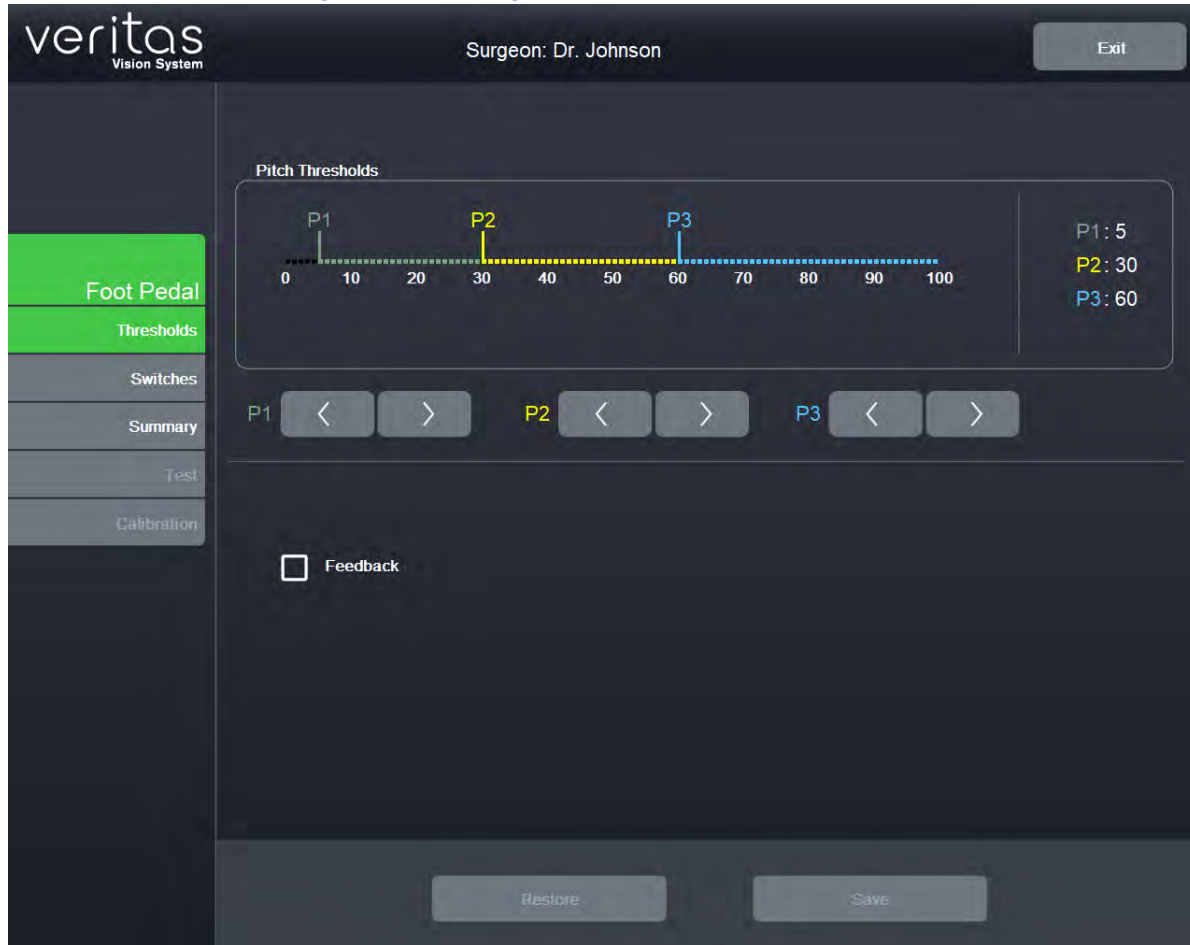 veritas
Vision System
Surgeon: Dr. Johnson
Exit
Pitch Thresholds
P1 P2 P3
0 10 20 30 40 50 60 70 80 90 100
P1: 5
P2: 30
P3: 60
Foot Pedal
Thresholds
Switches
Summary
Test
Calibration
P1 < > P2 < > P3 < >
Feedback
Restore Save